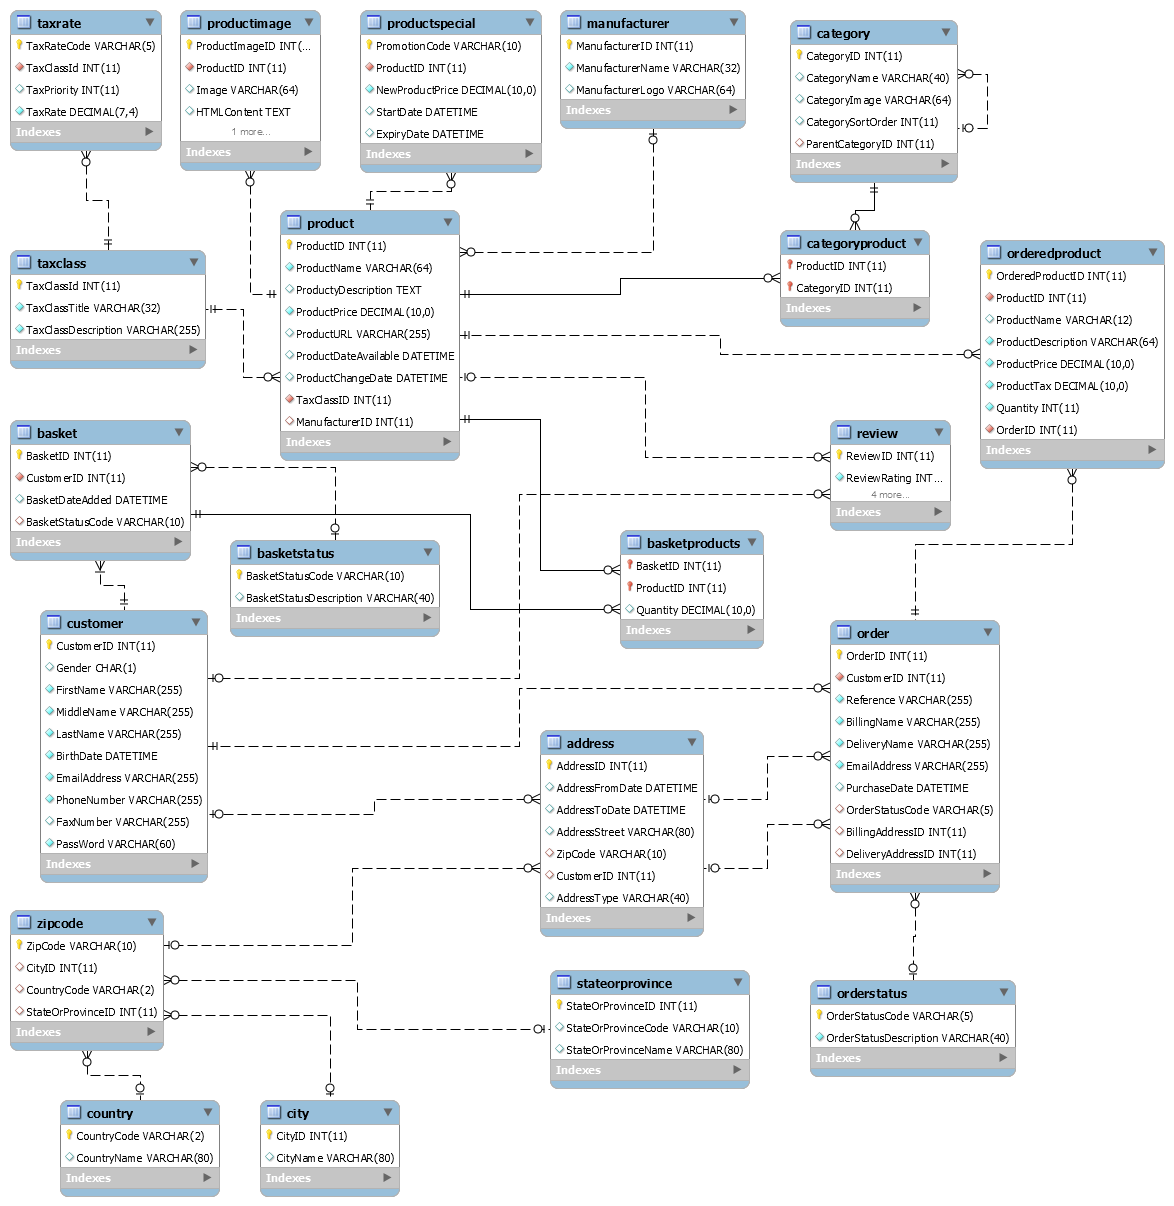 taxrate
TaxRateCode VARCHAR(5)
TaxClassId INT(11)
TaxPriority INT(11)
TaxRate DECIMAL(7,4)
Indexes
productimage
ProductImageID INT(...
ProductID INT(11)
Image VARCHAR(64)
HTMLContent TEXT
1 more...
Indexes
productspecial
PromotionCode VARCHAR(10)
ProductID INT(11)
NewProductPrice DECIMAL(10,0)
StartDate DATETIME
ExpiryDate DATETIME
Indexes
manufacturer
ManufacturerID INT(11)
ManufacturerName VARCHAR(32)
ManufacturerLogo VARCHAR(64)
Indexes
category
CategoryID INT(11)
CategoryName VARCHAR(40)
CategoryImage VARCHAR(64)
CategorySortOrder INT(11)
ParentCategoryID INT(11)
Indexes
taxclass
TaxClassId INT(11)
TaxClassTitle VARCHAR(32)
TaxClassDescription VARCHAR(255)
Indexes
product
ProductID INT(11)
ProductName VARCHAR(64)
ProductyDescription TEXT
ProductPrice DECIMAL(10,0)
ProductURL VARCHAR(255)
ProductDateAvailable DATETIME
ProductChangeDate DATETIME
TaxClassID INT(11)
ManufacturerID INT(11)
Indexes
categoryproduct
ProductID INT(11)
CategoryID INT(11)
Indexes
orderedproduct
OrderedProductID INT(11)
ProductID INT(11)
ProductName VARCHAR(12)
ProductDescription VARCHAR(64)
ProductPrice DECIMAL(10,0)
ProductTax DECIMAL(10,0)
Quantity INT(11)
OrderID INT(11)
Indexes
basket
BasketID INT(11)
CustomerID INT(11)
BasketDateAdded DATETIME
BasketStatusCode VARCHAR(10)
Indexes
review
ReviewID INT(11)
ReviewRating INT...
4 more...
Indexes
basketstatus
BasketStatusCode VARCHAR(10)
BasketStatusDescription VARCHAR(40)
Indexes
basketproducts
BasketID INT(11)
ProductID INT(11)
Quantity DECIMAL(10,0)
Indexes
customer
CustomerID INT(11)
Gender CHAR(1)
FirstName VARCHAR(255)
MiddleName VARCHAR(255)
LastName VARCHAR(255)
BirthDate DATETIME
EmailAddress VARCHAR(255)
PhoneNumber VARCHAR(255)
FaxNumber VARCHAR(255)
PassWord VARCHAR(60)
Indexes
order
OrderID INT(11)
CustomerID INT(11)
Reference VARCHAR(255)
BillingName VARCHAR(255)
DeliveryName VARCHAR(255)
EmailAddress VARCHAR(255)
PurchaseDate DATETIME
OrderStatusCode VARCHAR(5)
BillingAddressID INT(11)
DeliveryAddressID INT(11)
Indexes
address
AddressID INT(11)
AddressFromDate DATETIME
AddressToDate DATETIME
AddressStreet VARCHAR(80)
ZipCode VARCHAR(10)
CustomerID INT(11)
AddressType VARCHAR(40)
Indexes
zipcode
ZipCode VARCHAR(10)
CityID INT(11)
CountryCode VARCHAR(2)
StateOrProvinceID INT(11)
Indexes
stateorprovince
StateOrProvinceID INT(11)
StateOrProvinceCode VARCHAR(10)
StateOrProvinceName VARCHAR(80)
Indexes
orderstatus
OrderStatusCode VARCHAR(5)
OrderStatusDescription VARCHAR(40)
Indexes
country
CountryCode VARCHAR(2)
CountryName VARCHAR(80)
Indexes
city
CityID INT(11)
CityName VARCHAR(80)
Indexes